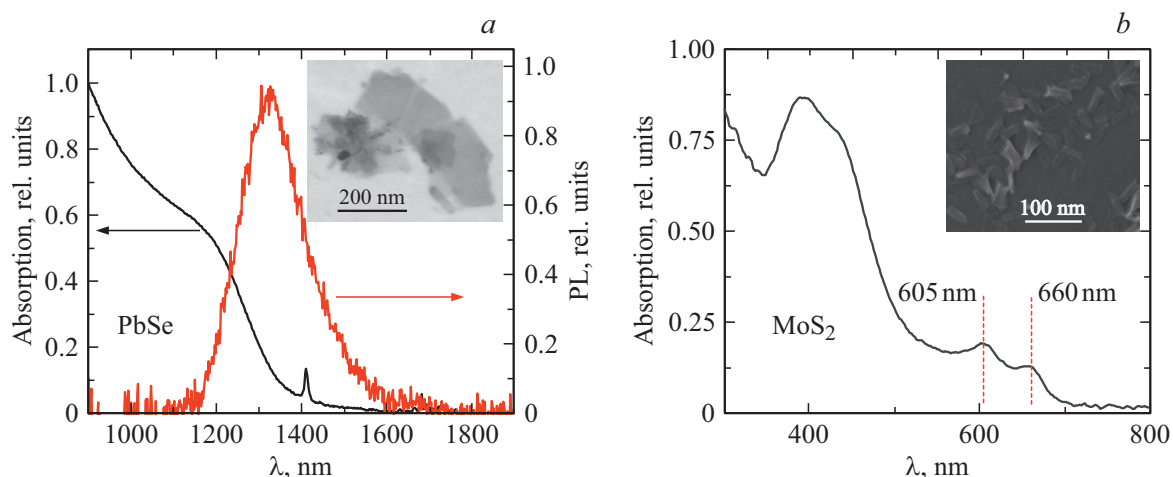 a
Absorption, rel. units
1.0
0.8
0.6
0.4
0.2
0
1000
1200
1400
1600
1800
λ, nm
PbSe
200 nm
1.0
0.8
0.6
0.4
0.2
0
PL, rel. units
b
Absorption, rel. units
1.00
0.75
0.50
0.25
0
400
600
800
λ, nm
MoS₂
605 nm
660 nm
100 nm